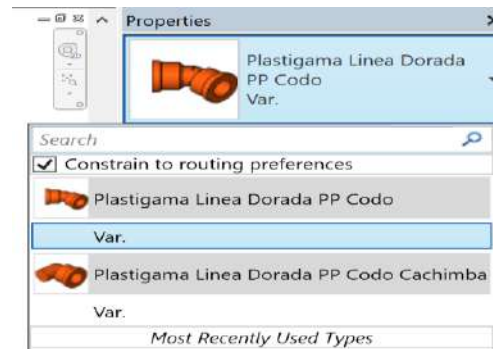 Properties
Plastigama Linea Dorada
PP Codo
Var.
Search
Constrain to routing preferences
Plastigama Linea Dorada PP Codo
Var.
Plastigama Linea Dorada PP Codo Cachimba
Var.
Most Recently Used Types